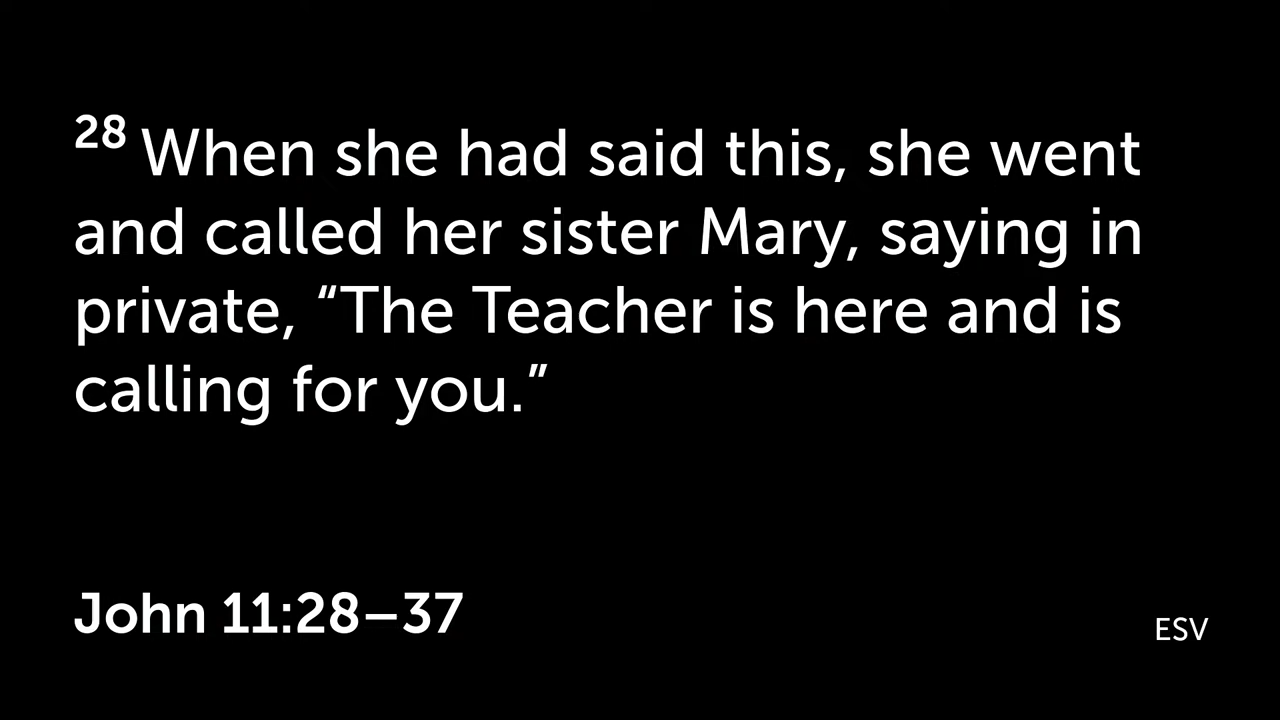 28 When she had said this, she went
and called her sister Mary, saying in
private, “The Teacher is here and is
calling for you.”
John 11:28–37
ESV